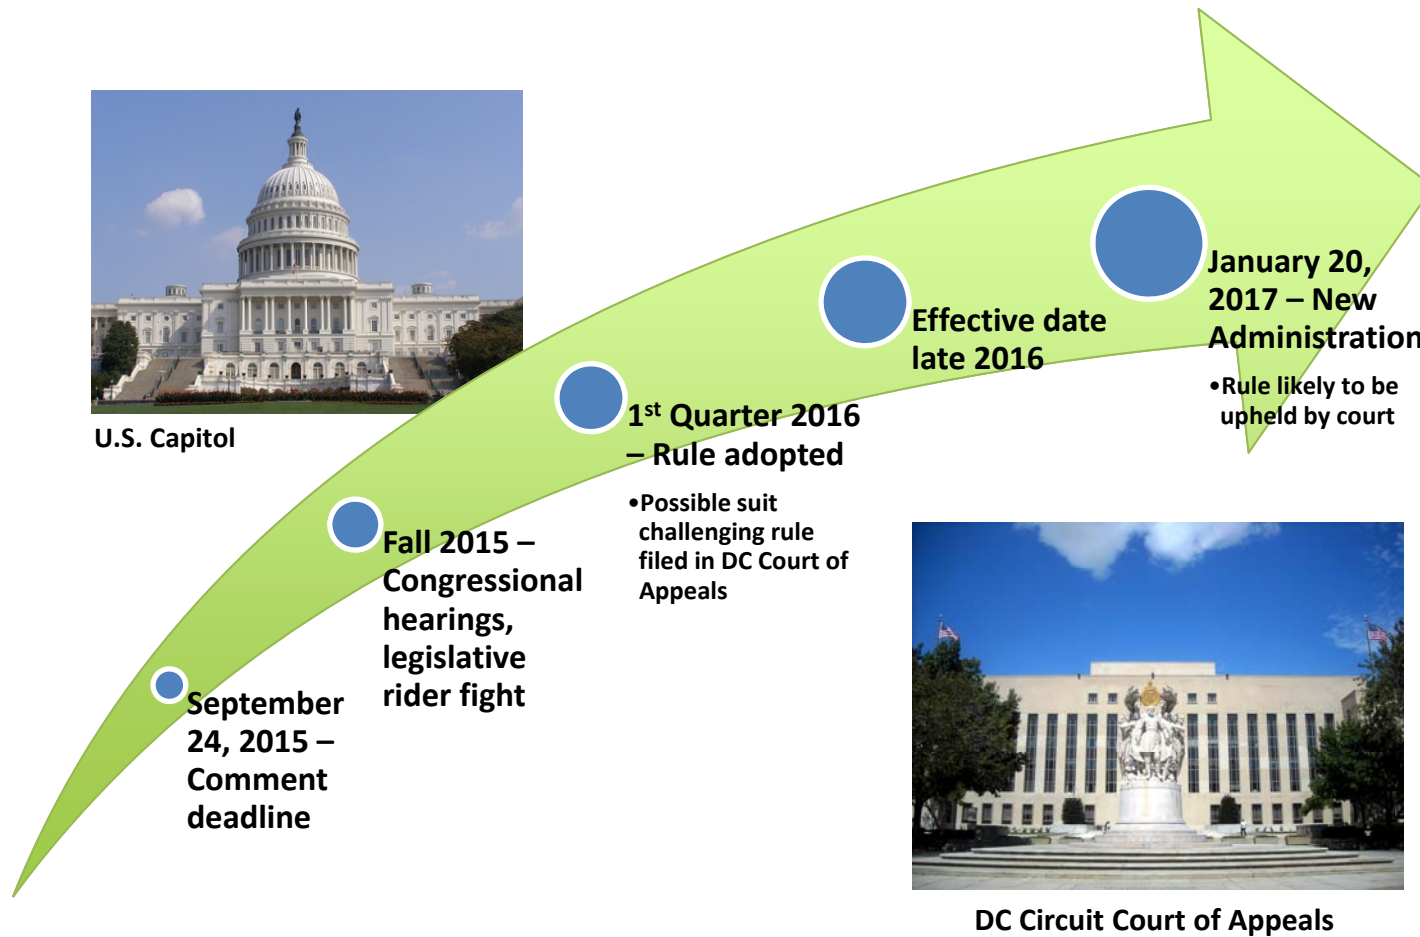 U.S. Capitol
September
24, 2015 –
Comment
deadline
Fall 2015 –
Congressional
hearings,
legislative
rider fight
1st Quarter 2016
– Rule adopted
•Possible suit
challenging rule
filed in DC Court of
Appeals
Effective date
late 2016
January 20,
2017 – New
Administration
•Rule likely to be
upheld by court
DC Circuit Court of Appeals